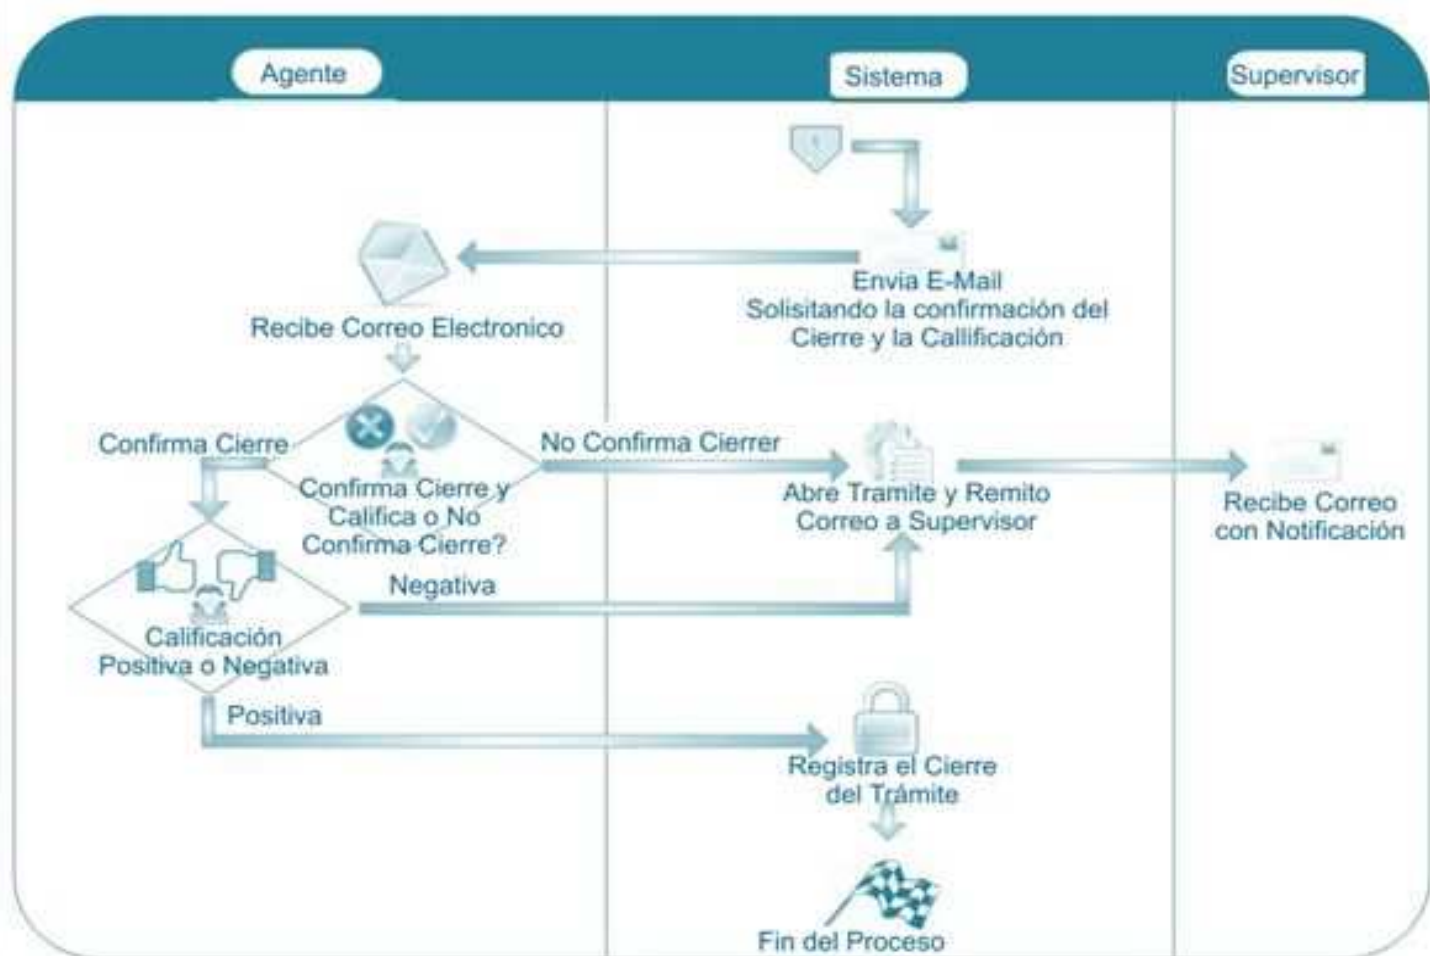 Agente
Sistema
Supervisor
Envia E-Mail
Solisitando la confirmación del
Cierre y la Callificación
Recibe Correo Electronico
Confirma Cierre
No Confirma Cierrer
Confirma Cierre y
Califica o No
Confirma Cierre?
Abre Tramite y Remito
Correo a Supervisor
Recibe Correo
con Notificación
Negativa
Calificación
Positiva o Negativa
Positiva
Registra el Cierre
del Trámite
Fin del Proceso